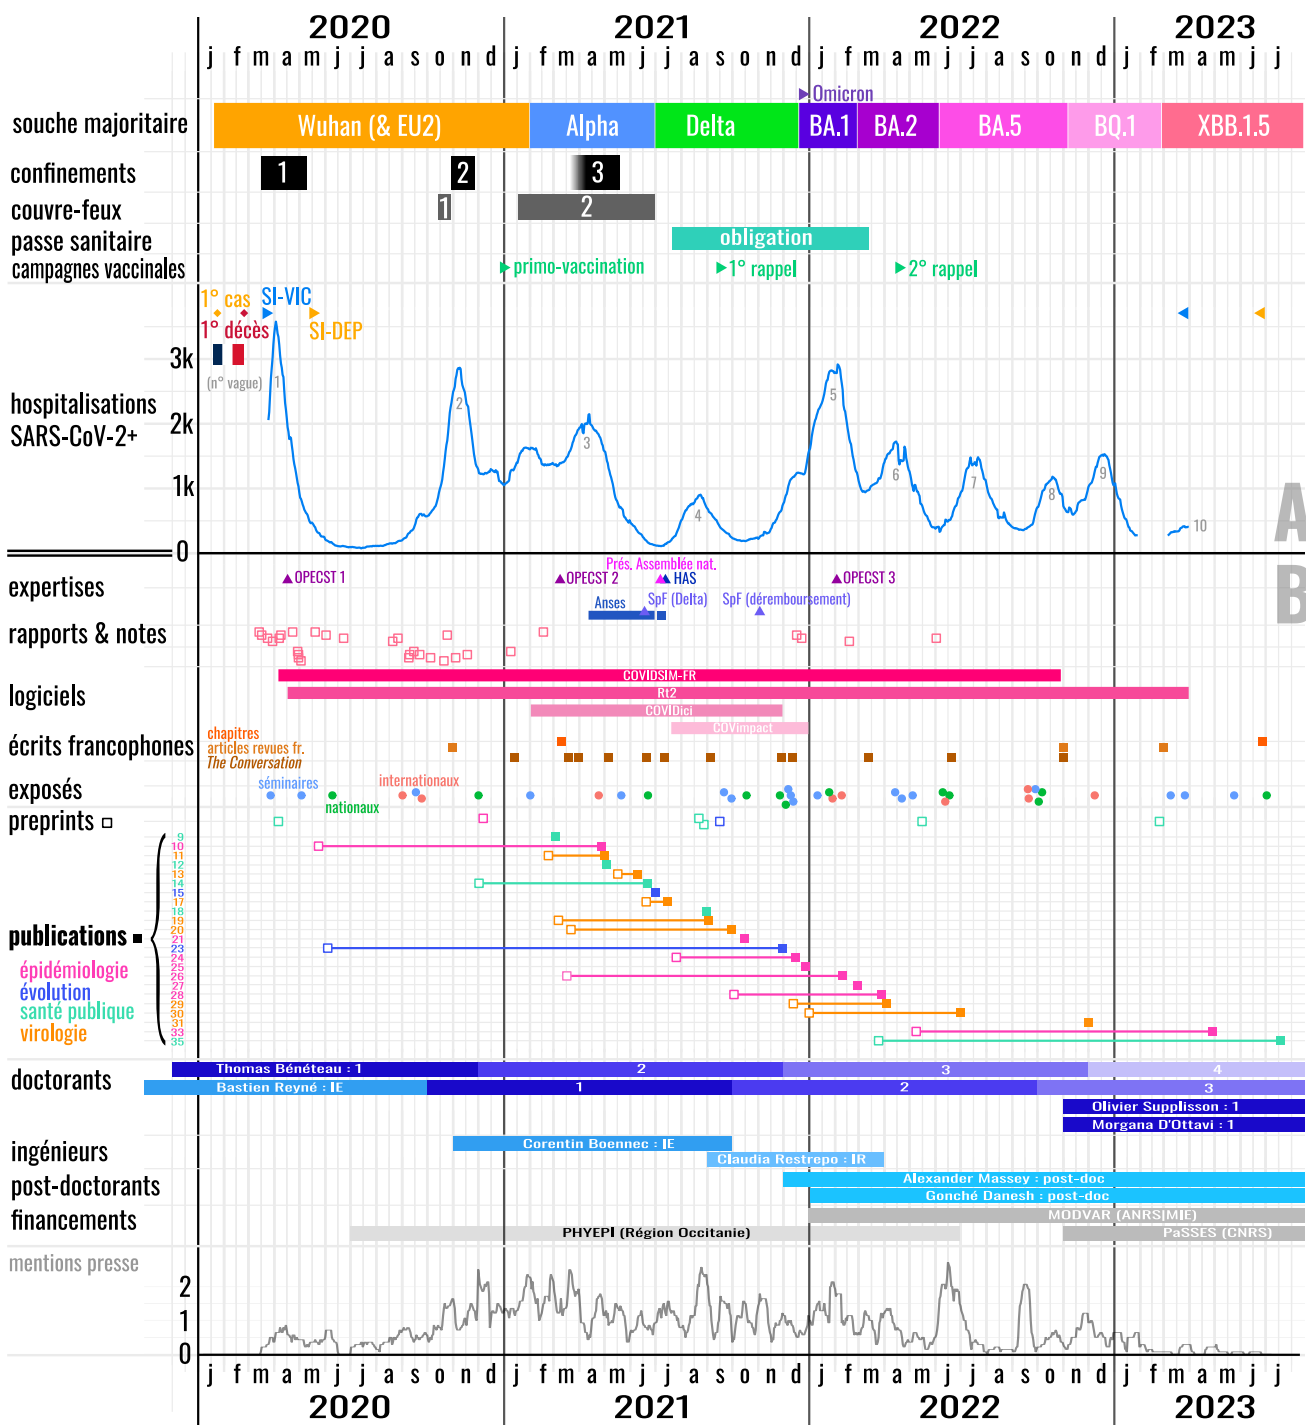 2020 2021 2022 2023
j f m a m j j a s o n d j f m a m j j a s o n d j f m a m j j a s o n d j f m a m j j
Omicron
souche majoritaire Wuhan (& EU2) Alpha Delta BA.1 BA.2 BA.5 BQ.1 XBB.1.5
confinements 1 2 3
couvre-feux 1 2
passe sanitaire obligation
campagnes vaccinales primo-vaccination 1° rappel 2° rappel
1° cas SI-VIC
1° décès SI-DEP
3k
(n° vague) 1 2 3 4 5 6 7 8 9 10
hospitalisations
SARS-CoV-2+
2k
1k
0
A
B
Prés. Assemblée nat.
expertises OPECST 1 OPECST 2 HAS OPECST 3
Anses SpF (Delta) SpF (déremboursement)
rapports & notes
COVIDSIM-FR
logiciels Rt2
COVIDici
COVimpact
chapitres
écrits francophones articles revues fr.
The Conversation
séminaires internationaux
exposés nationaux
preprints
9
10
11
12
13
14
15
17
18
19
20
21
23
24
25
26
27
28
29
30
31
33
35
publications
épidémiologie
évolution
santé publique
virologie
doctorants Thomas Bénéteau : 1 2 3 4
Bastien Reyné : IE 1 2 3
Olivier Supplisson : 1
Morgana D'Ottavi : 1
ingénieurs Corentin Boennec : IE
Claudia Restrepo : IR
post-doctorants Alexander Massey : post-doc
Gonché Danesh : post-doc
financements MODVAR (ANRS|MIE)
PHYEPI (Région Occitanie) PaSSES (CNRS)
mentions presse
2
1
0
j f m a m j j a s o n d j f m a m j j a s o n d j f m a m j j a s o n d j f m a m j j
2020 2021 2022 2023